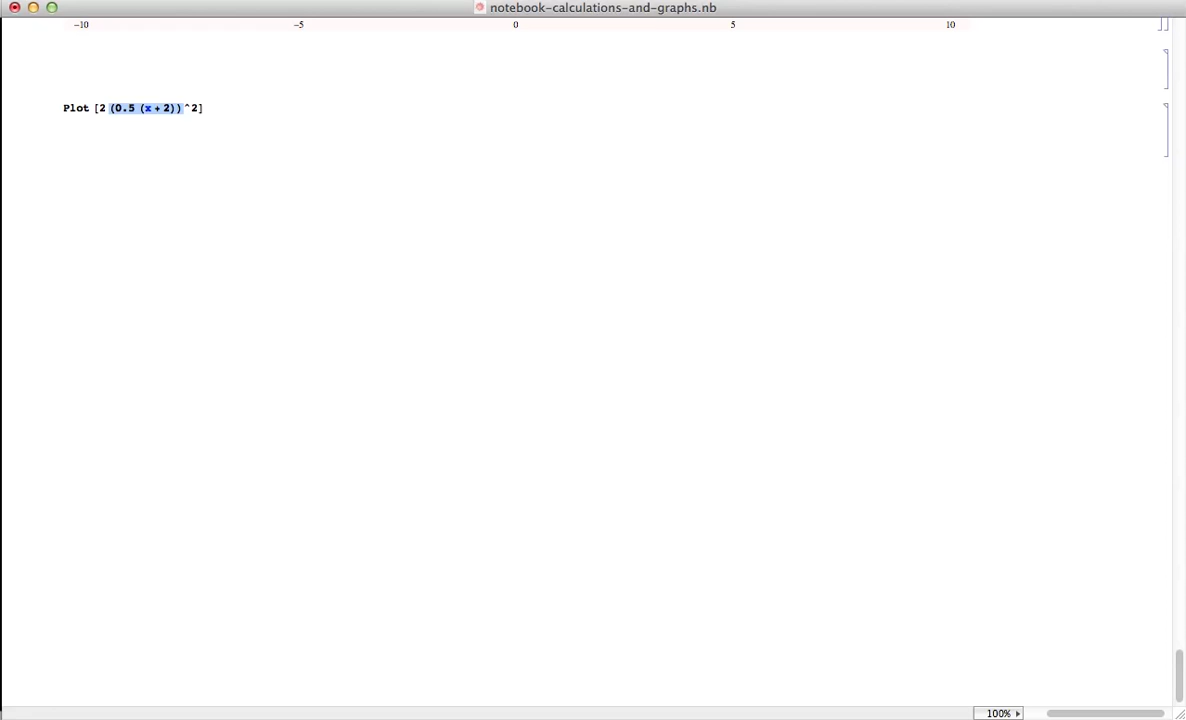 notebook-calculations-and-graphs.nb
-10 -5 0 5 10
Plot [2 (0.5 (x + 2))^2]
100%